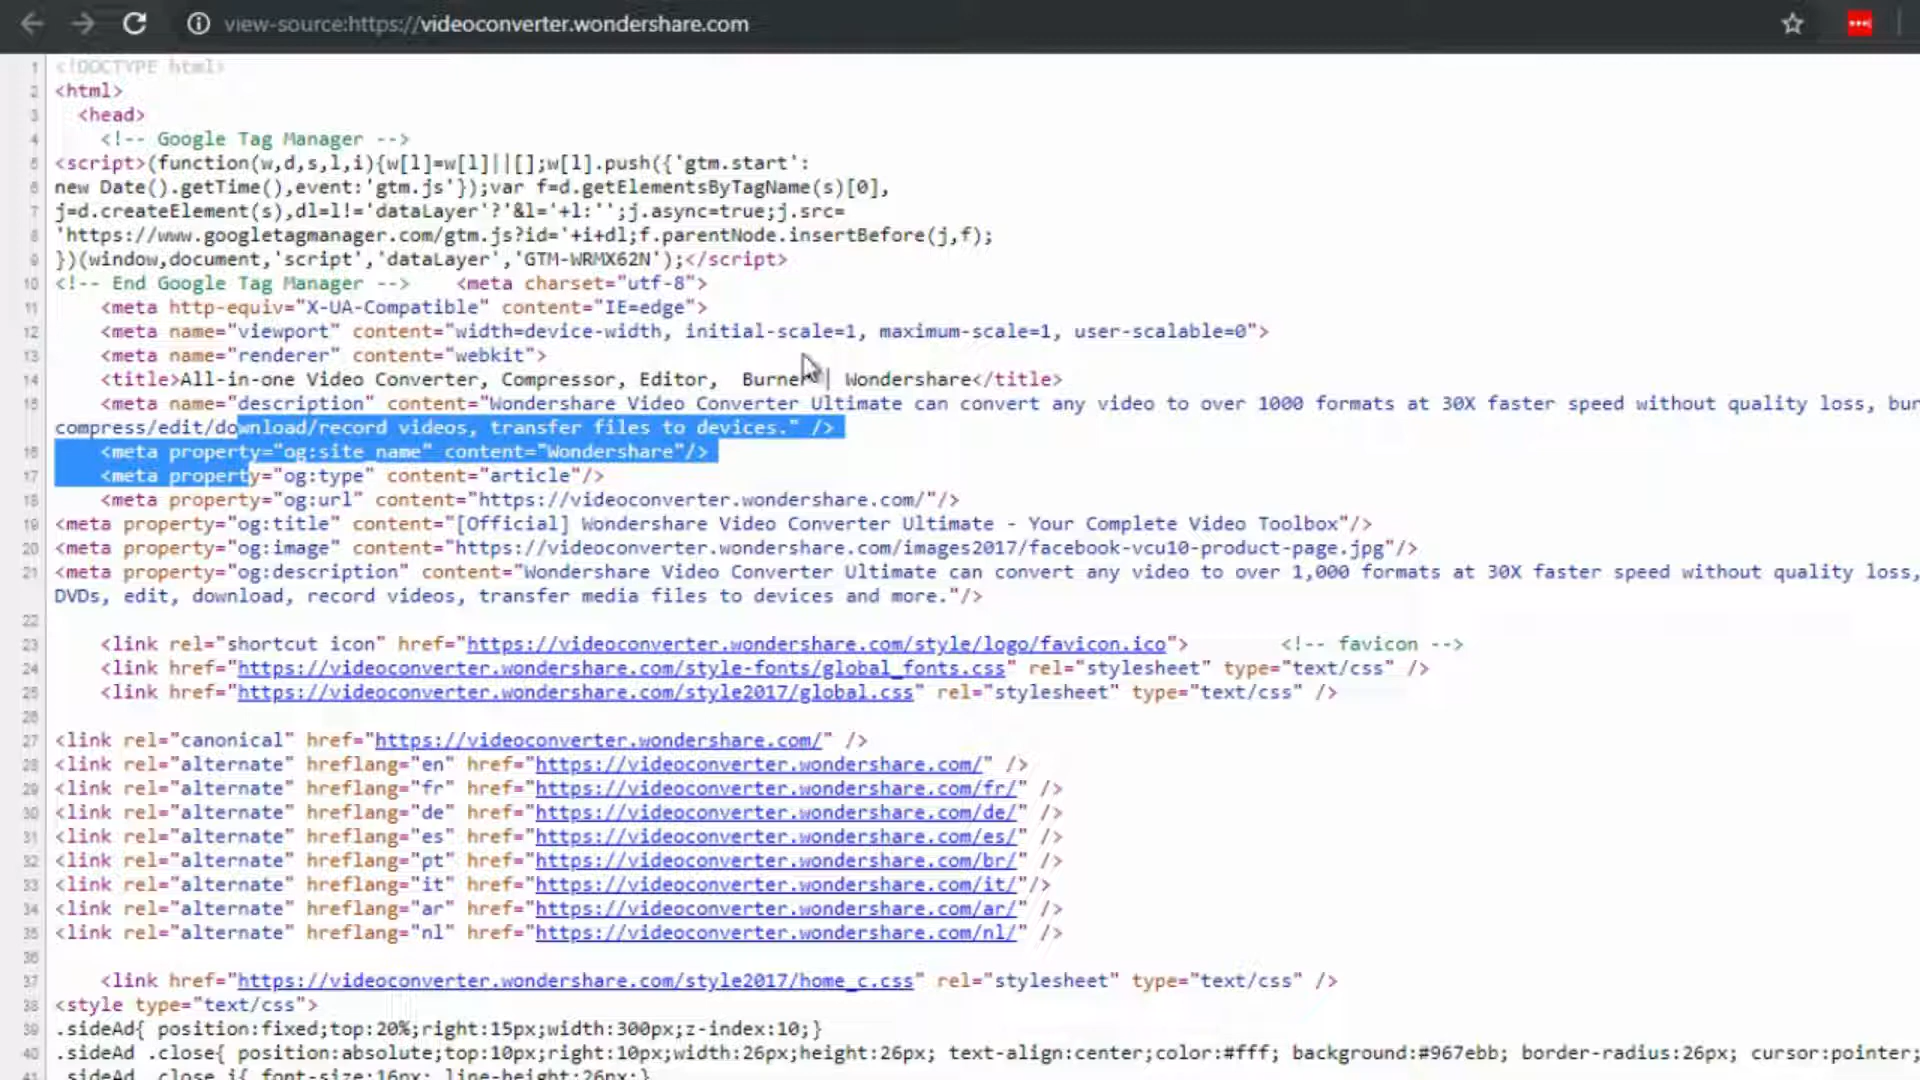 view-source:https://videoconverter.wondershare.com
1 <!DOCTYPE html>
2 <html>
3 <head>
4 <!-- Google Tag Manager -->
5 <script>(function(w,d,s,l,i){w[l]=w[l]||[];w[l].push({'gtm.start':
6 new Date().getTime(),event:'gtm.js'});var f=d.getElementsByTagName(s)[0],
7 j=d.createElement(s),dl=l!='dataLayer'?'&l='+l:'';j.async=true;j.src=
8 'https://www.googletagmanager.com/gtm.js?id='+i+dl;f.parentNode.insertBefore(j,f);
9 })(window,document,'script','dataLayer','GTM-WRMX62N');</script>
10 <!-- End Google Tag Manager --> <meta charset="utf-8">
11 <meta http-equiv="X-UA-Compatible" content="IE=edge">
12 <meta name="viewport" content="width=device-width, initial-scale=1, maximum-scale=1, user-scalable=0">
13 <meta name="renderer" content="webkit">
14 <title>All-in-one Video Converter, Compressor, Editor, Burner | Wondershare</title>
15 <meta name="description" content="Wondershare Video Converter Ultimate can convert any video to over 1000 formats at 30X faster speed without quality loss,
compress/edit/download/record videos, transfer files to devices." />
16 <meta property="og:site_name" content="Wondershare"/>
17 <meta property="og:type" content="article"/>
18 <meta property="og:url" content="https://videoconverter.wondershare.com/"/>
19 <meta property="og:title" content="[Official] Wondershare Video Converter Ultimate - Your Complete Video Toolbox"/>
20 <meta property="og:image" content="https://videoconverter.wondershare.com/images2017/facebook-vcu10-product-page.jpg"/>
21 <meta property="og:description" content="Wondershare Video Converter Ultimate can convert any video to over 1,000 formats at 30X faster speed without quality loss,
DVDs, edit, download, record videos, transfer media files to devices and more."/>
22
23 <link rel="shortcut icon" href="https://videoconverter.wondershare.com/style/logo/favicon.ico"> <!-- favicon -->
24 <link href="https://videoconverter.wondershare.com/style-fonts/global_fonts.css" rel="stylesheet" type="text/css" />
25 <link href="https://videoconverter.wondershare.com/style2017/global.css" rel="stylesheet" type="text/css" />
26
27 <link rel="canonical" href="https://videoconverter.wondershare.com/" />
28 <link rel="alternate" hreflang="en" href="https://videoconverter.wondershare.com/" />
29 <link rel="alternate" hreflang="fr" href="https://videoconverter.wondershare.com/fr/" />
30 <link rel="alternate" hreflang="de" href="https://videoconverter.wondershare.com/de/" />
31 <link rel="alternate" hreflang="es" href="https://videoconverter.wondershare.com/es/" />
32 <link rel="alternate" hreflang="pt" href="https://videoconverter.wondershare.com/br/" />
33 <link rel="alternate" hreflang="it" href="https://videoconverter.wondershare.com/it/"/>
34 <link rel="alternate" hreflang="ar" href="https://videoconverter.wondershare.com/ar/" />
35 <link rel="alternate" hreflang="nl" href="https://videoconverter.wondershare.com/nl/" />
36
37 <link href="https://videoconverter.wondershare.com/style2017/home_c.css" rel="stylesheet" type="text/css" />
38 <style type="text/css">
39 .sideAd{ position:fixed;top:20%;right:15px;width:300px;z-index:10;}
40 .sideAd .close{ position:absolute;top:10px;right:10px;width:26px;height:26px; text-align:center;color:#fff; background:#967ebb; border-radius:26px; cursor:pointer;
41 .sideAd .close i{ font-size:16px; line-height:26px;}